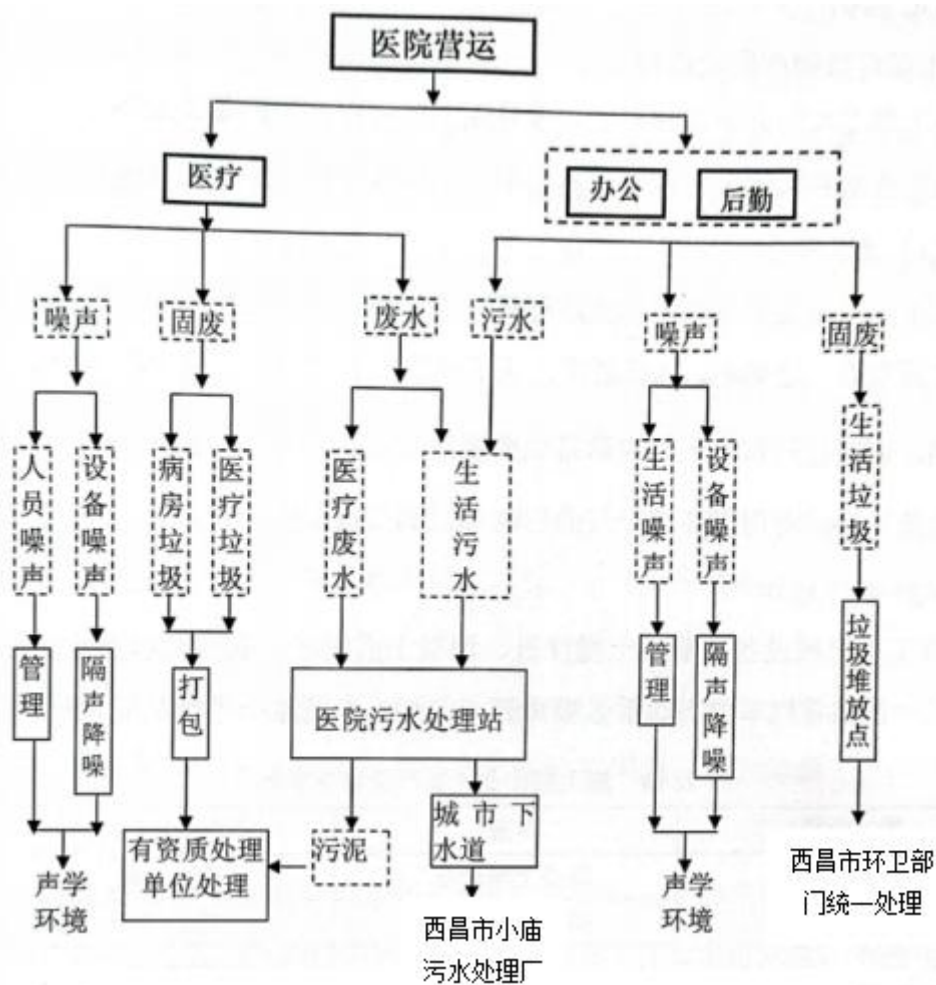 医院营运
医疗
办公
后勤
噪声
固废
废水
污水
噪声
固废
人员噪声
设备噪声
病房垃圾
医疗垃圾
医疗废水
生活污水
生活噪声
设备噪声
生活垃圾
管理
隔声降噪
打包
医院污水处理站
管理
隔声降噪
垃圾堆放点
有资质处理
单位处理
污泥
城市下
水道
声学
环境
西昌市小庙
污水处理厂
声学
环境
西昌市环卫部
门统一处理